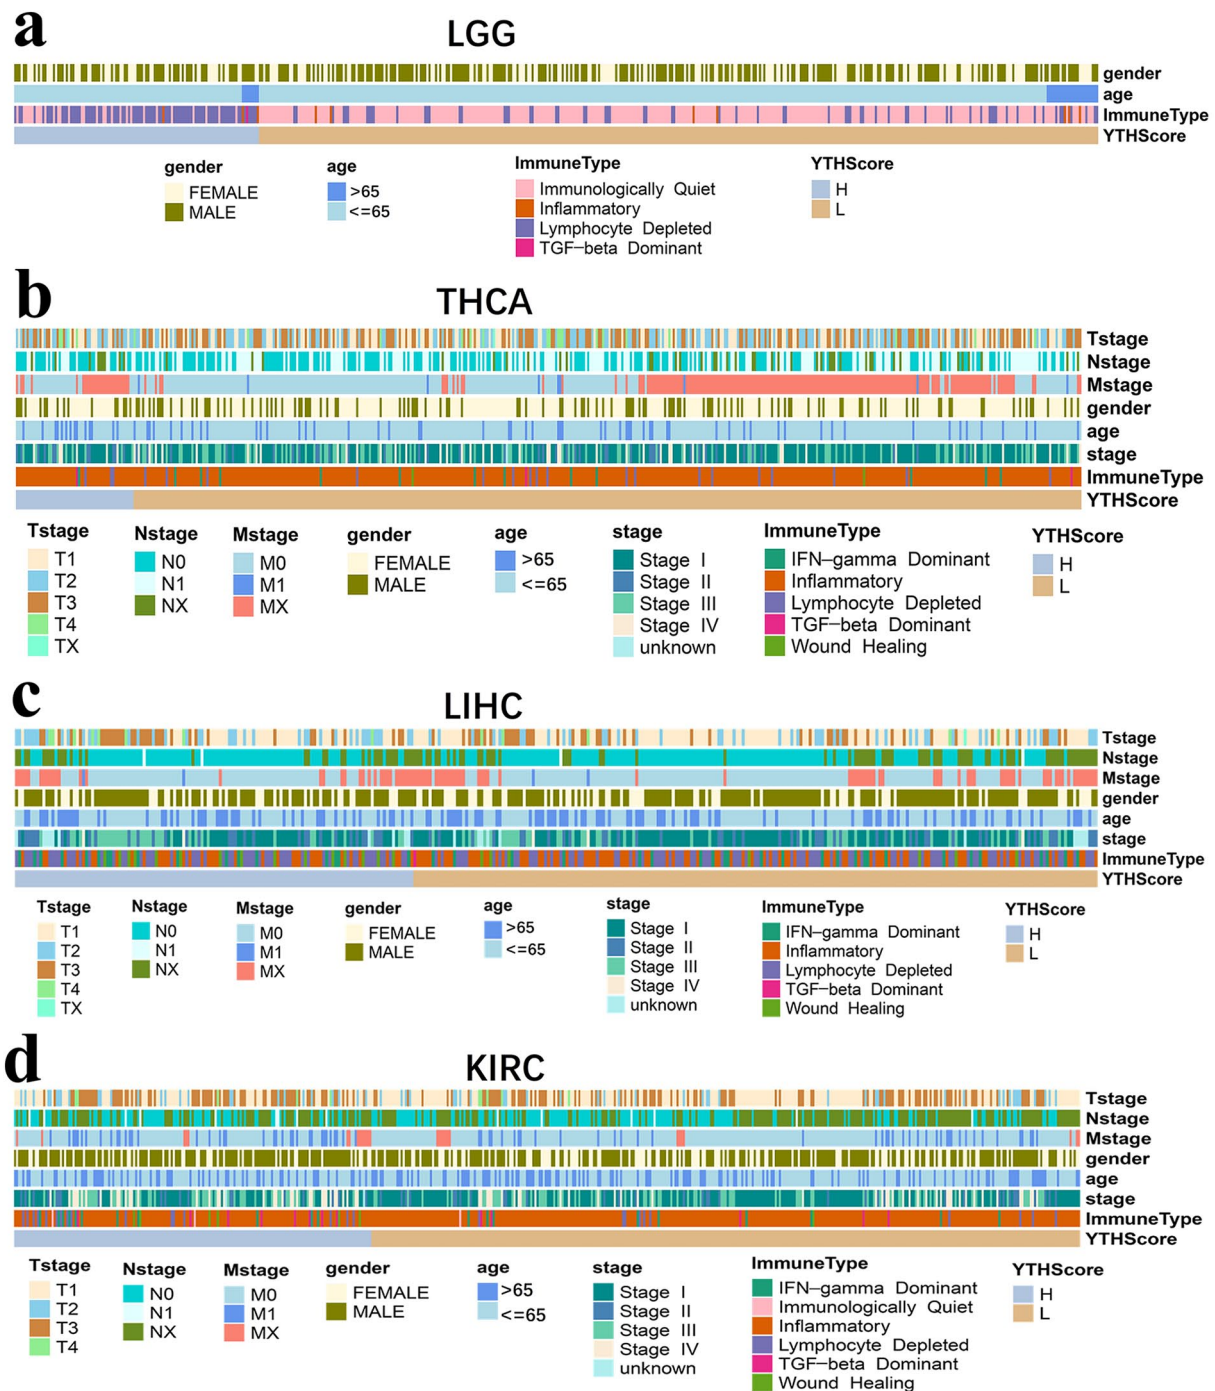 a
LGG
gender
age
ImmuneType
YTHScore
gender
FEMALE
MALE
age
>65
<=65
ImmuneType
Immunologically Quiet
Inflammatory
Lymphocyte Depleted
TGF−beta Dominant
YTHScore
H
L
b
THCA
Tstage
Nstage
Mstage
gender
age
stage
ImmuneType
YTHScore
Tstage
T1
T2
T3
T4
TX
Nstage
N0
N1
NX
Mstage
M0
M1
MX
gender
FEMALE
MALE
age
>65
<=65
stage
Stage I
Stage II
Stage III
Stage IV
unknown
ImmuneType
IFN−gamma Dominant
Inflammatory
Lymphocyte Depleted
TGF−beta Dominant
Wound Healing
YTHScore
H
L
c
LIHC
Tstage
Nstage
Mstage
gender
age
stage
ImmuneType
YTHScore
Tstage
T1
T2
T3
T4
TX
Nstage
N0
N1
NX
Mstage
M0
M1
MX
gender
FEMALE
MALE
age
>65
<=65
stage
Stage I
Stage II
Stage III
Stage IV
unknown
ImmuneType
IFN−gamma Dominant
Inflammatory
Lymphocyte Depleted
TGF−beta Dominant
Wound Healing
YTHScore
H
L
d
KIRC
Tstage
Nstage
Mstage
gender
age
stage
ImmuneType
YTHScore
Tstage
T1
T2
T3
T4
Nstage
N0
N1
NX
Mstage
M0
M1
MX
gender
FEMALE
MALE
age
>65
<=65
stage
Stage I
Stage II
Stage III
Stage IV
unknown
ImmuneType
IFN−gamma Dominant
Immunologically Quiet
Inflammatory
Lymphocyte Depleted
TGF−beta Dominant
Wound Healing
YTHScore
H
L